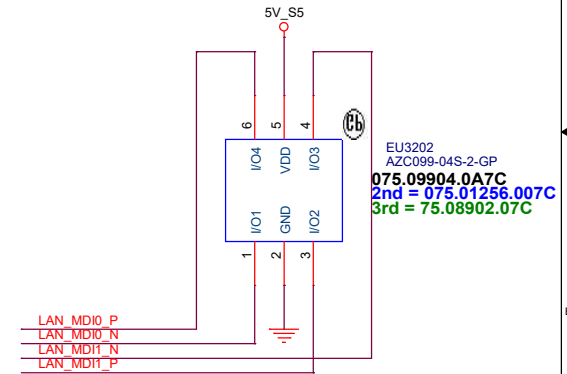 5V_S5
6
5
4
I/O4
VDD
I/O3
I/O1
GND
I/O2
1
2
3
EU3202
AZC099-04S-2-GP
075.09904.0A7C
2nd = 075.01256.007C
3rd = 75.08902.07C
LAN_MDI0_P
LAN_MDI0_N
LAN_MDI1_N
LAN_MDI1_P